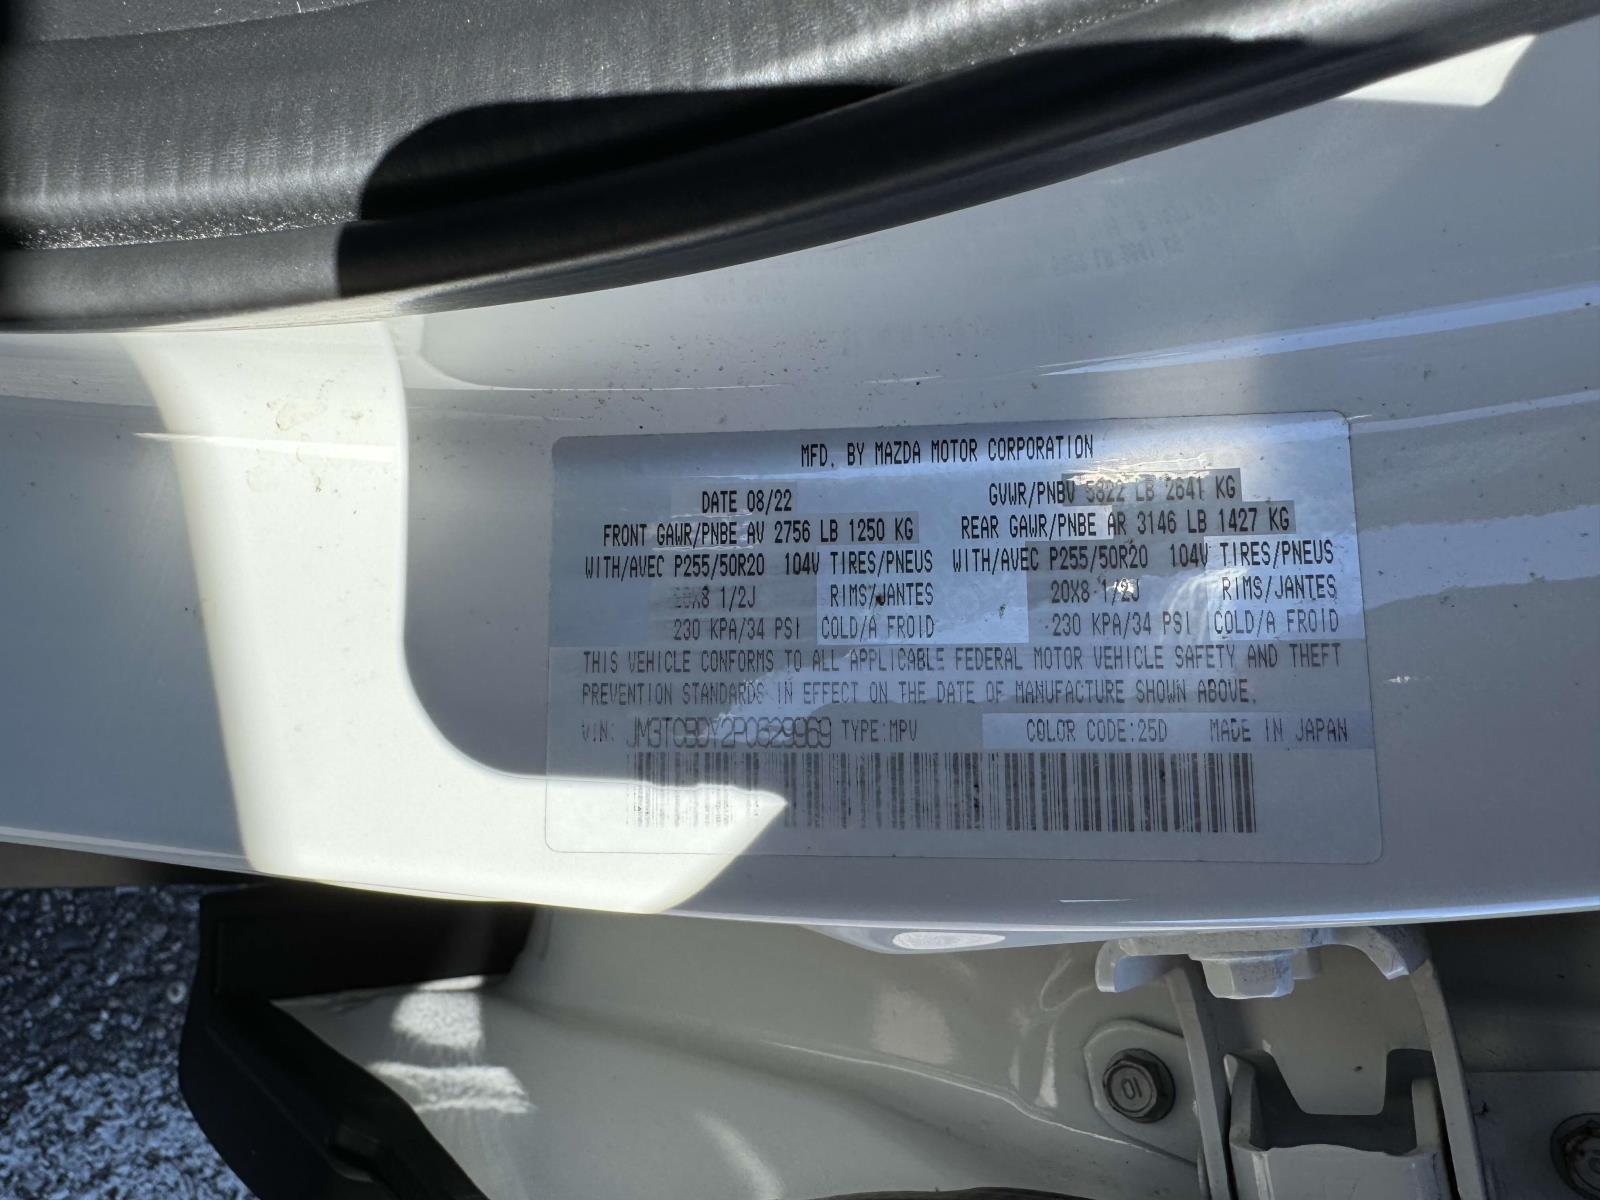 MFD. BY MAZDA MOTOR CORPORATION
DATE 08/22 GVWR/PNBV 5822 LB 2641 KG
FRONT GAWR/PNBE AV 2756 LB 1250 KG REAR GAWR/PNBE AR 3146 LB 1427 KG
WITH/AVEC P255/50R20 104V TIRES/PNEUS WITH/AVEC P255/50R20 104V TIRES/PNEUS
20X8 1/2J RIMS/JANTES 20X8 1/2J RIMS/JANTES
230 KPA/34 PSI COLD/A FROID 230 KPA/34 PSI COLD/A FROID
THIS VEHICLE CONFORMS TO ALL APPLICABLE FEDERAL MOTOR VEHICLE SAFETY AND THEFT
PREVENTION STANDARDS IN EFFECT ON THE DATE OF MANUFACTURE SHOWN ABOVE.
VIN: JM3TCBDY2P0629969 TYPE:MPV COLOR CODE:25D MADE IN JAPAN